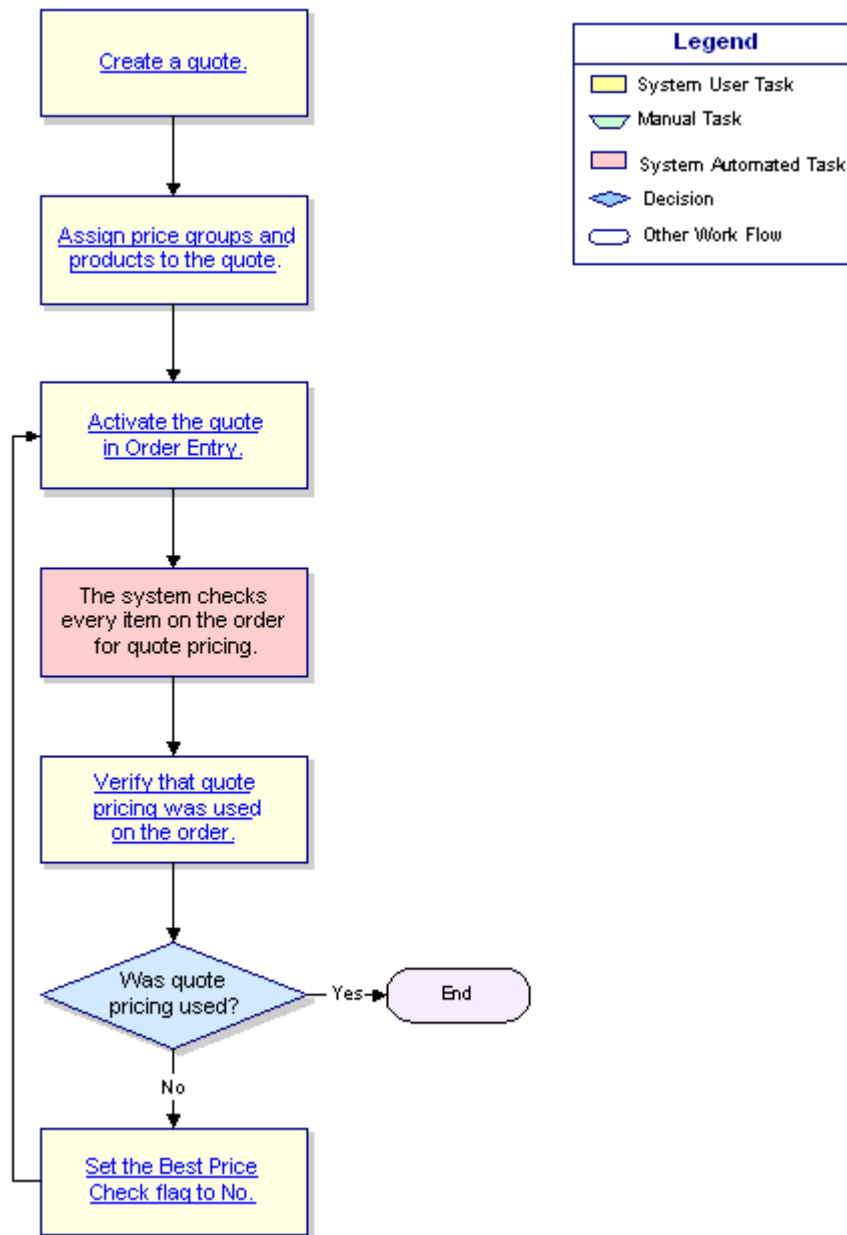 Create a quote.
Assign price groups and
products to the quote.
Activate the quote
in Order Entry.
The system checks
every item on the order
for quote pricing.
Verify that quote
pricing was used
on the order.
Was quote
pricing used?
Yes
End
No
Set the Best Price
Check flag to No.
Legend
System User Task
Manual Task
System Automated Task
Decision
Other Work Flow